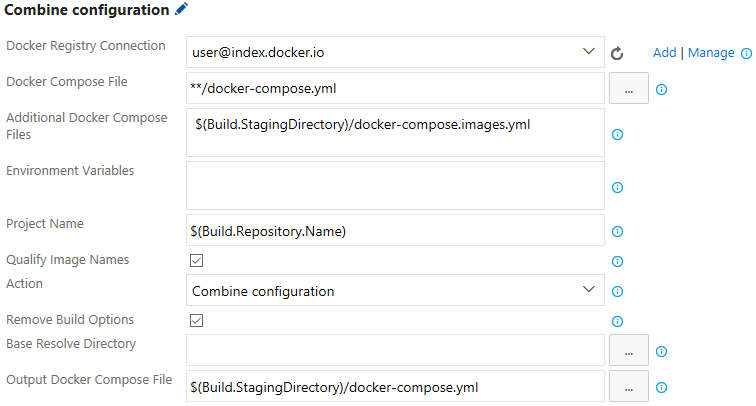 Combine configuration
Docker Registry Connection
user@index.docker.io
Add | Manage
Docker Compose File
**/docker-compose.yml
...
Additional Docker Compose
Files
$(Build.StagingDirectory)/docker-compose.images.yml
Environment Variables
Project Name
$(Build.Repository.Name)
Qualify Image Names
Action
Combine configuration
Remove Build Options
Base Resolve Directory
...
Output Docker Compose File
$(Build.StagingDirectory)/docker-compose.yml
...